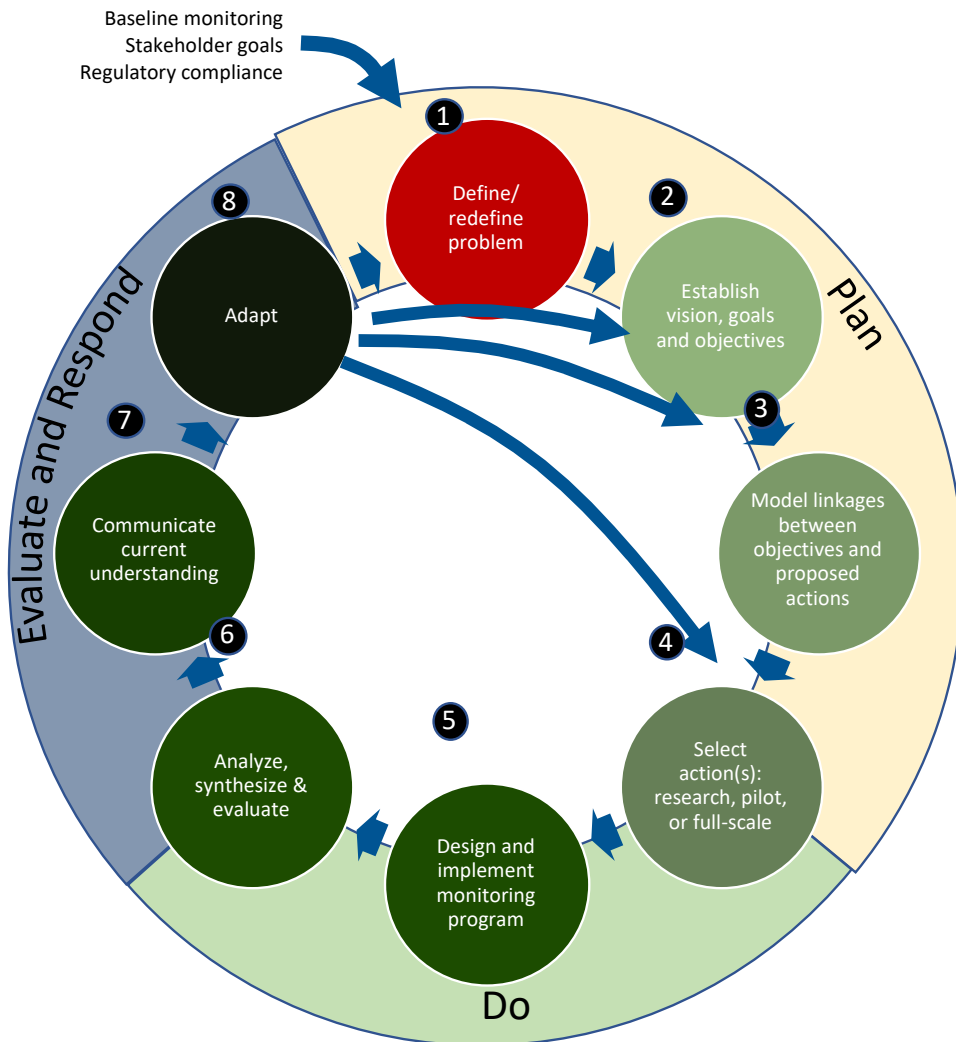 Baseline monitoring
Stakeholder goals
Regulatory compliance
1
Define/
redefine
problem
2
Establish
vision, goals
and objectives
Plan
3
Model linkages
between
objectives and
proposed
actions
4
Select
action(s):
research, pilot,
or full-scale
5
Design and
implement
monitoring
program
Do
6
Analyze,
synthesize &
evaluate
7
Communicate
current
understanding
Evaluate and Respond
8
Adapt